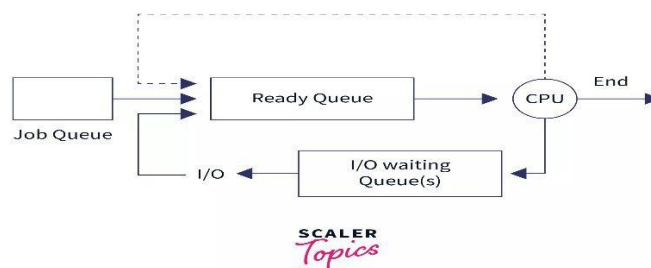 End
Ready Queue
CPU
Job Queue
I/O
I/O waiting
Queue(s)
SCALER
Topics